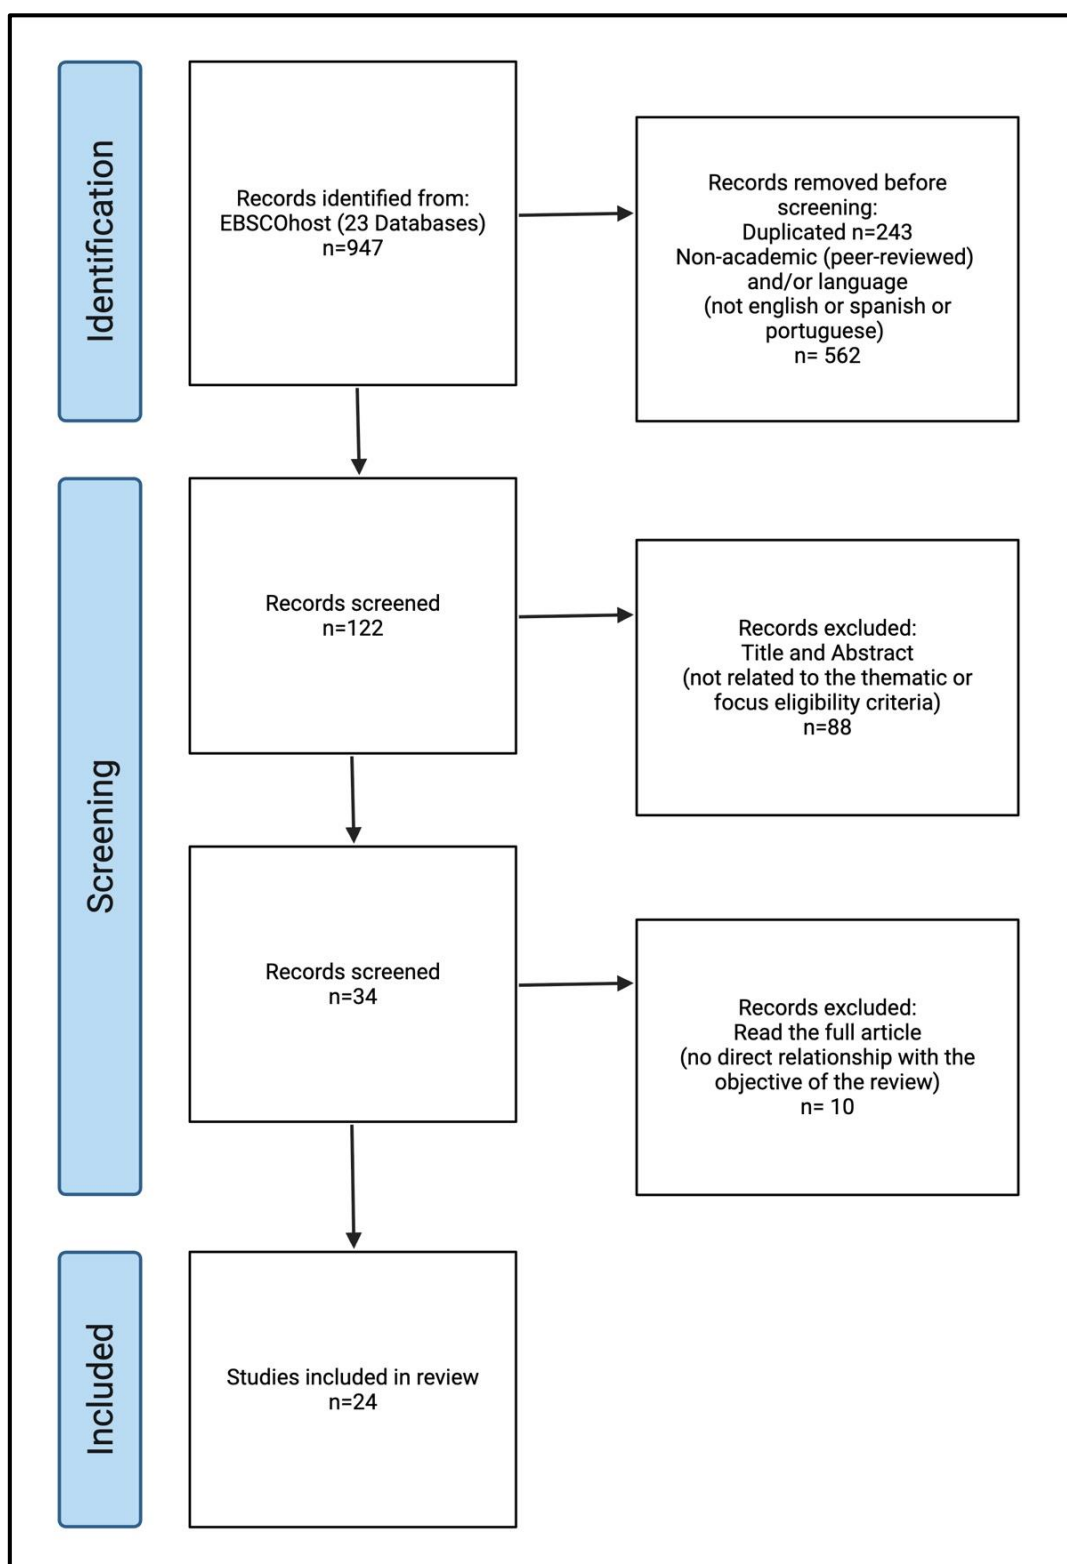 Identification
Records identified from:
EBSCOhost (23 Databases)
n=947
Records removed before
screening:
Duplicated n=243
Non-academic (peer-reviewed)
and/or language
(not english or spanish or
portuguese)
n= 562
Screening
Records screened
n=122
Records excluded:
Title and Abstract
(not related to the thematic or
focus eligibility criteria)
n=88
Records screened
n=34
Records excluded:
Read the full article
(no direct relationship with the
objective of the review)
n= 10
Included
Studies included in review
n=24